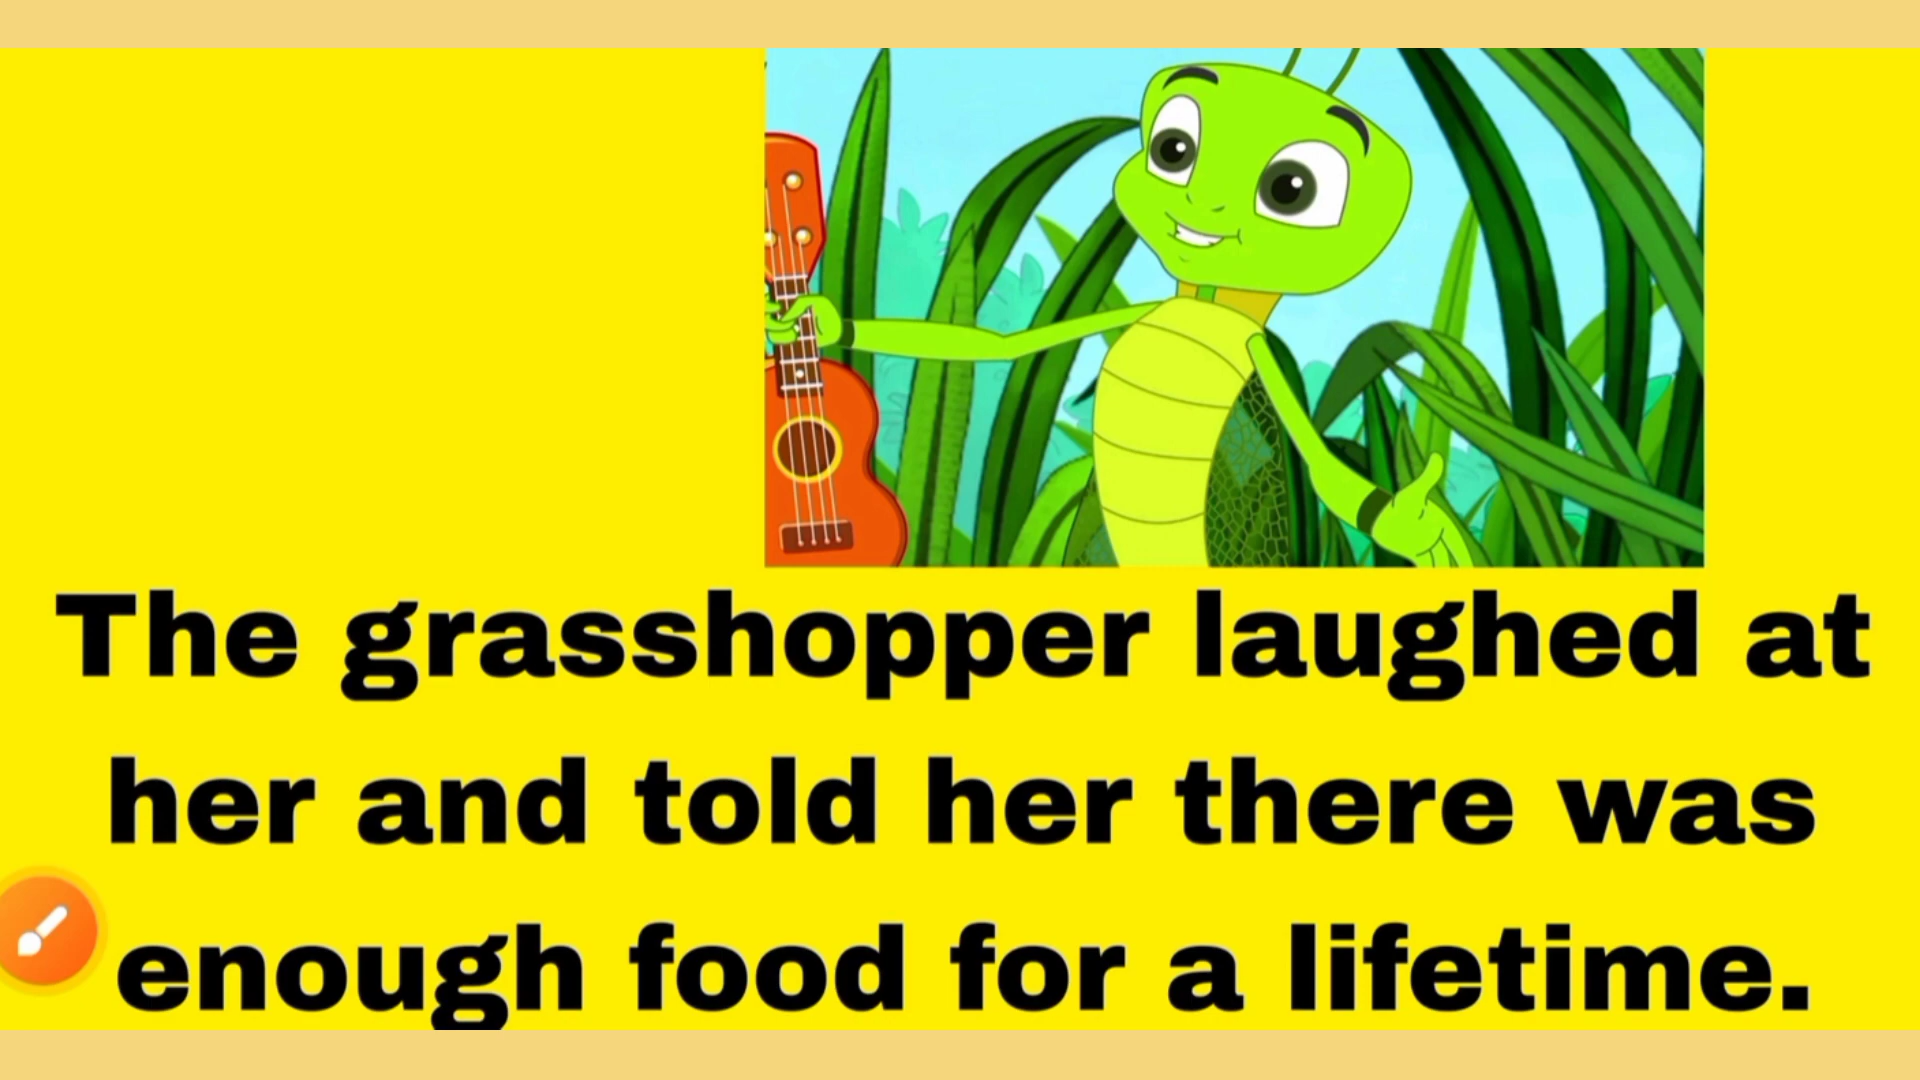 The grasshopper laughed at
her and told her there was
enough food for a lifetime.